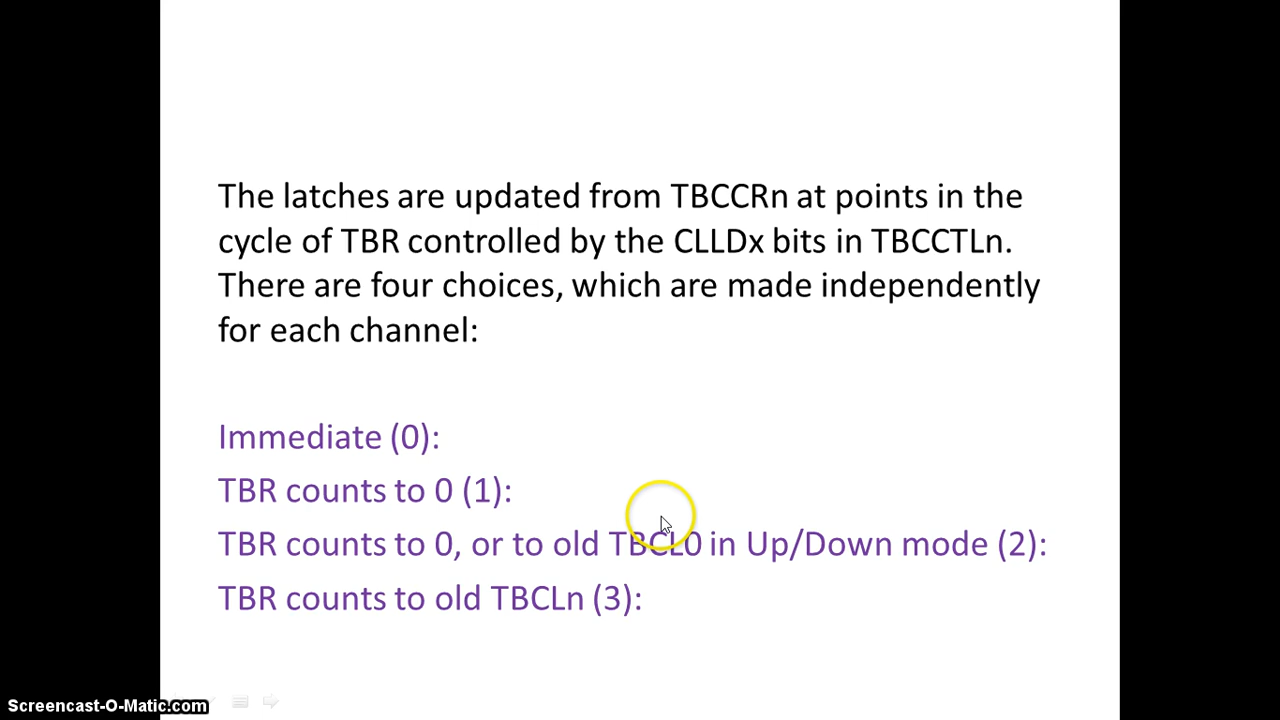 The latches are updated from TBCCRn at points in the
cycle of TBR controlled by the CLLDx bits in TBCCTLn.
There are four choices, which are made independently
for each channel:
Immediate (0):
TBR counts to 0 (1):
TBR counts to 0, or to old TBCL0 in Up/Down mode (2):
TBR counts to old TBCLn (3):
Screencast-O-Matic.com